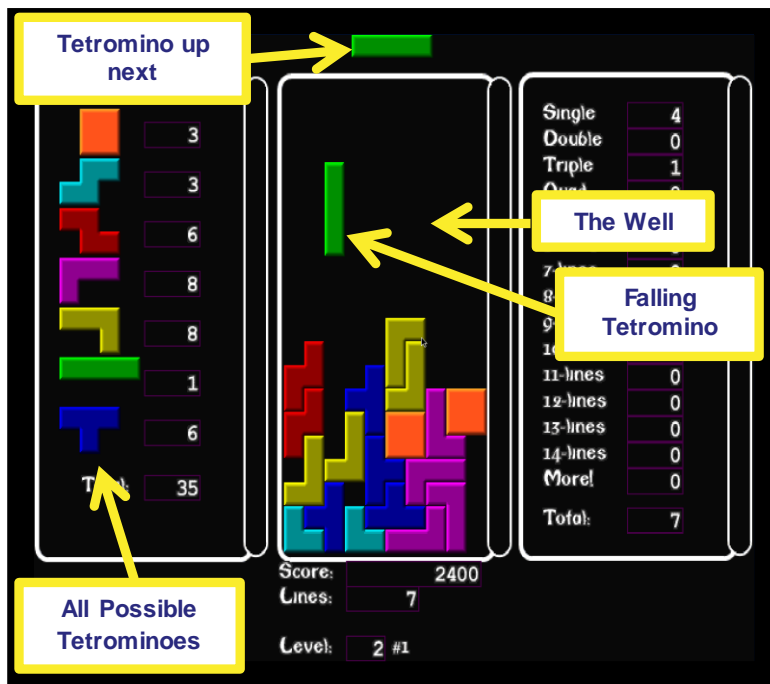 Tetromino up
next
3
3
6
8
8
1
6
35
All Possible
Tetrominoes
Single 4
Double 0
Triple 1
The Well
Falling
Tetromino
11-lines 0
12-lines 0
13-lines 0
14-lines 0
More! 0
Total: 7
Score: 2400
Lines: 7
Level: 2 #1